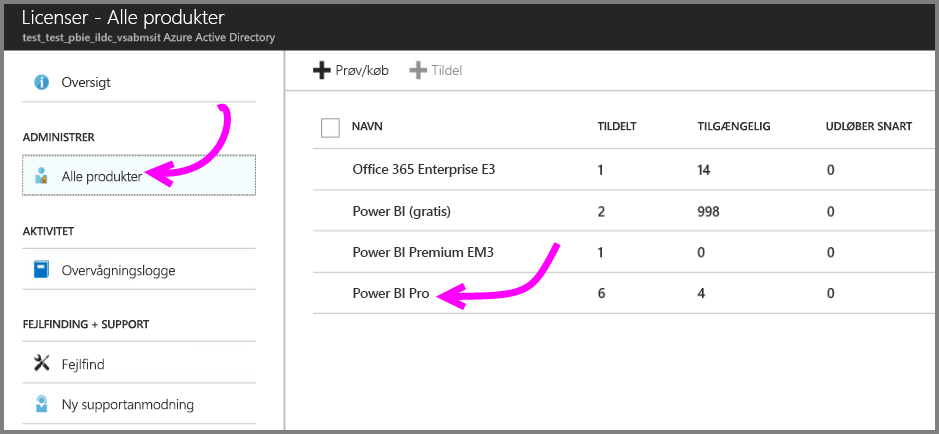 Licenser - Alle produkter
test_test_pbie_ildc_vsabmsit Azure Active Directory
Oversigt
ADMINISTRER
Alle produkter
AKTIVITET
Overvågningslogge
FEJLFINDING + SUPPORT
Fejlfind
Ny supportanmodning
Prøv/køb Tildel
NAVN TILDELT TILGÆNGELIG UDLØBER SNART
Office 365 Enterprise E3 1 14 0
Power BI (gratis) 2 998 0
Power BI Premium EM3 1 0 0
Power BI Pro 6 4 0